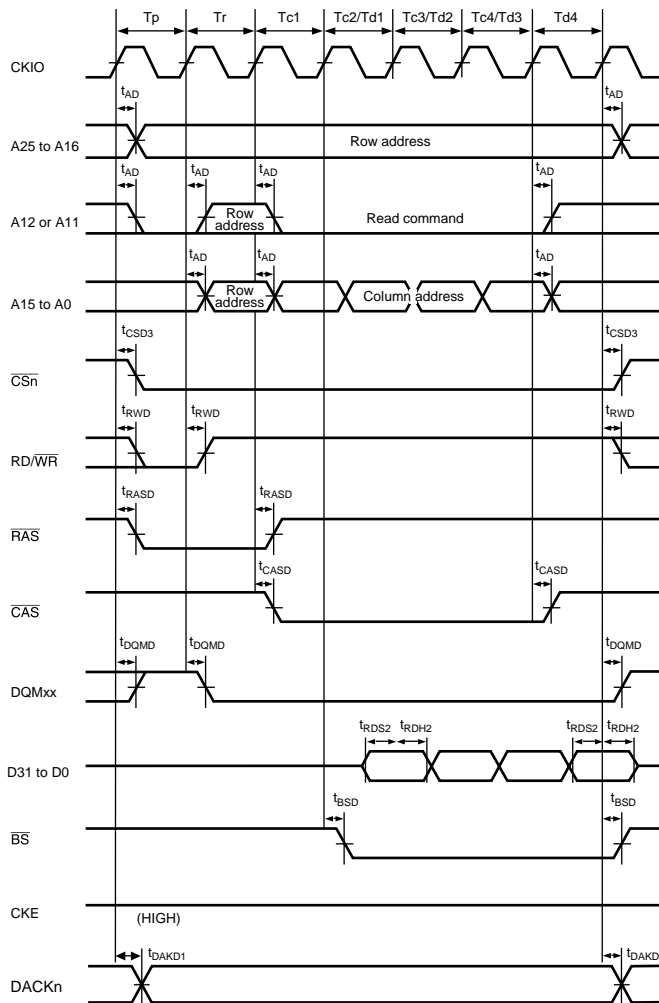 Tp Tr Tc1 Tc2/Td1 Tc3/Td2 Tc4/Td3 Td4
CKIO
tAD tAD
A25 to A16 Row address
tAD tAD tAD tAD
A12 or A11 Row address Read command
tAD tAD tAD
A15 to A0 Row address Column address
tCSD3 tCSD3
CSn
tRWD tRWD tRWD
RD/WR
tRASD tRASD
RAS
tCASD tCASD
CAS
tDQMD tDQMD tDQMD
DQMxx
tRDS2 tRDH2 tRDS2 tRDH2
D31 to D0
tBSD tBSD
BS
CKE
(HIGH)
tDAKD1 tDAKD
DACKn